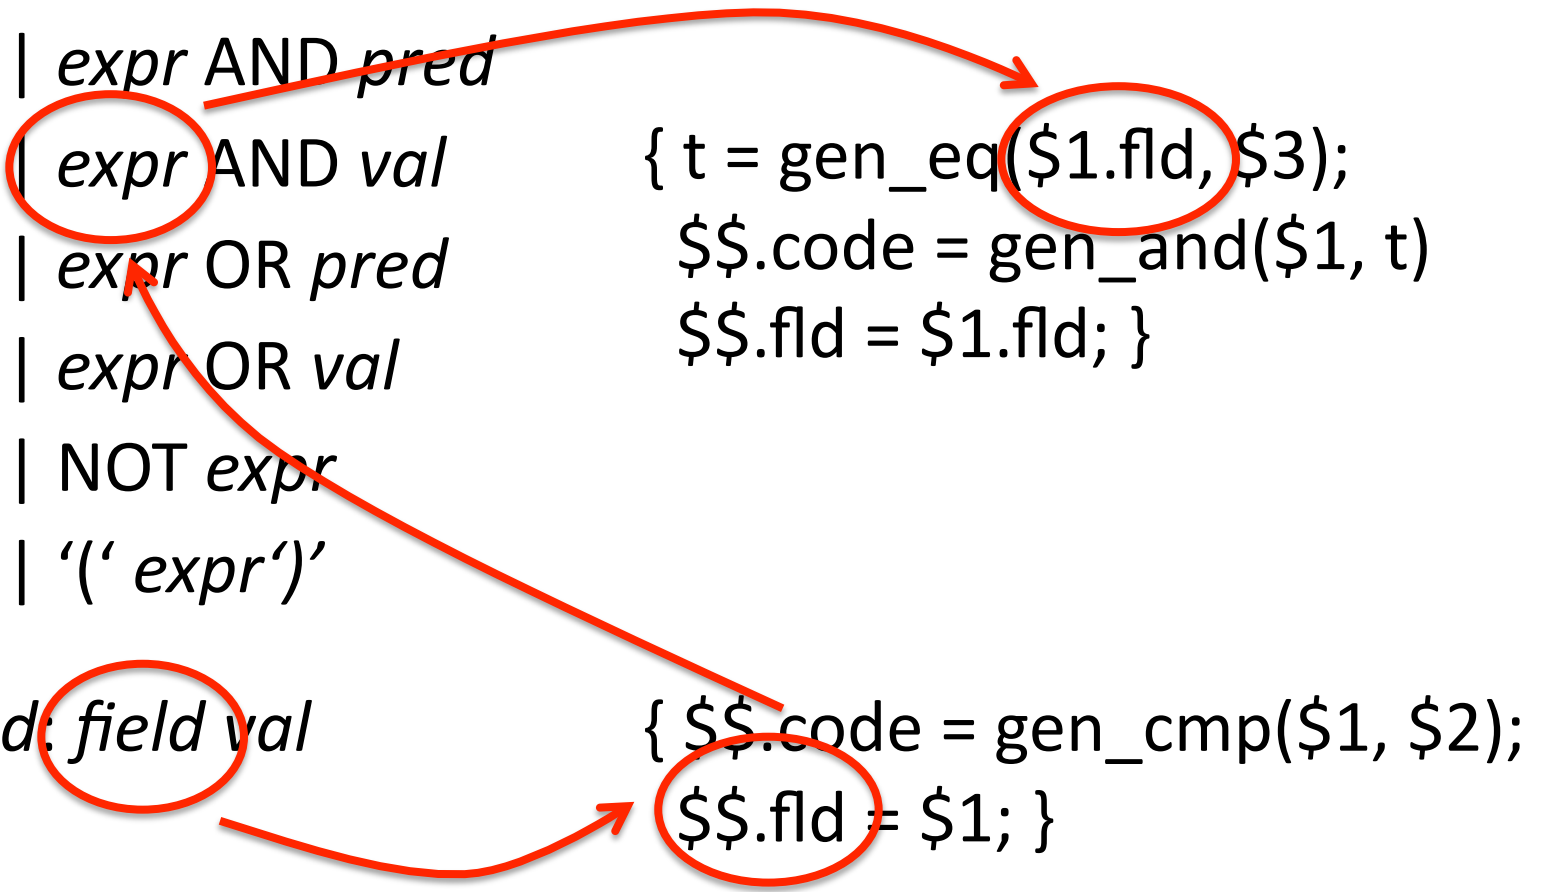 | expr AND pred
| expr AND val { t = gen_eq($1.fld, $3);
| expr OR pred $$.code = gen_and($1, t)
| expr OR val $$.fld = $1.fld; }
| NOT expr
| ‘(‘ expr‘)’
d: field val { $$.code = gen_cmp($1, $2);
$$.fld = $1; }